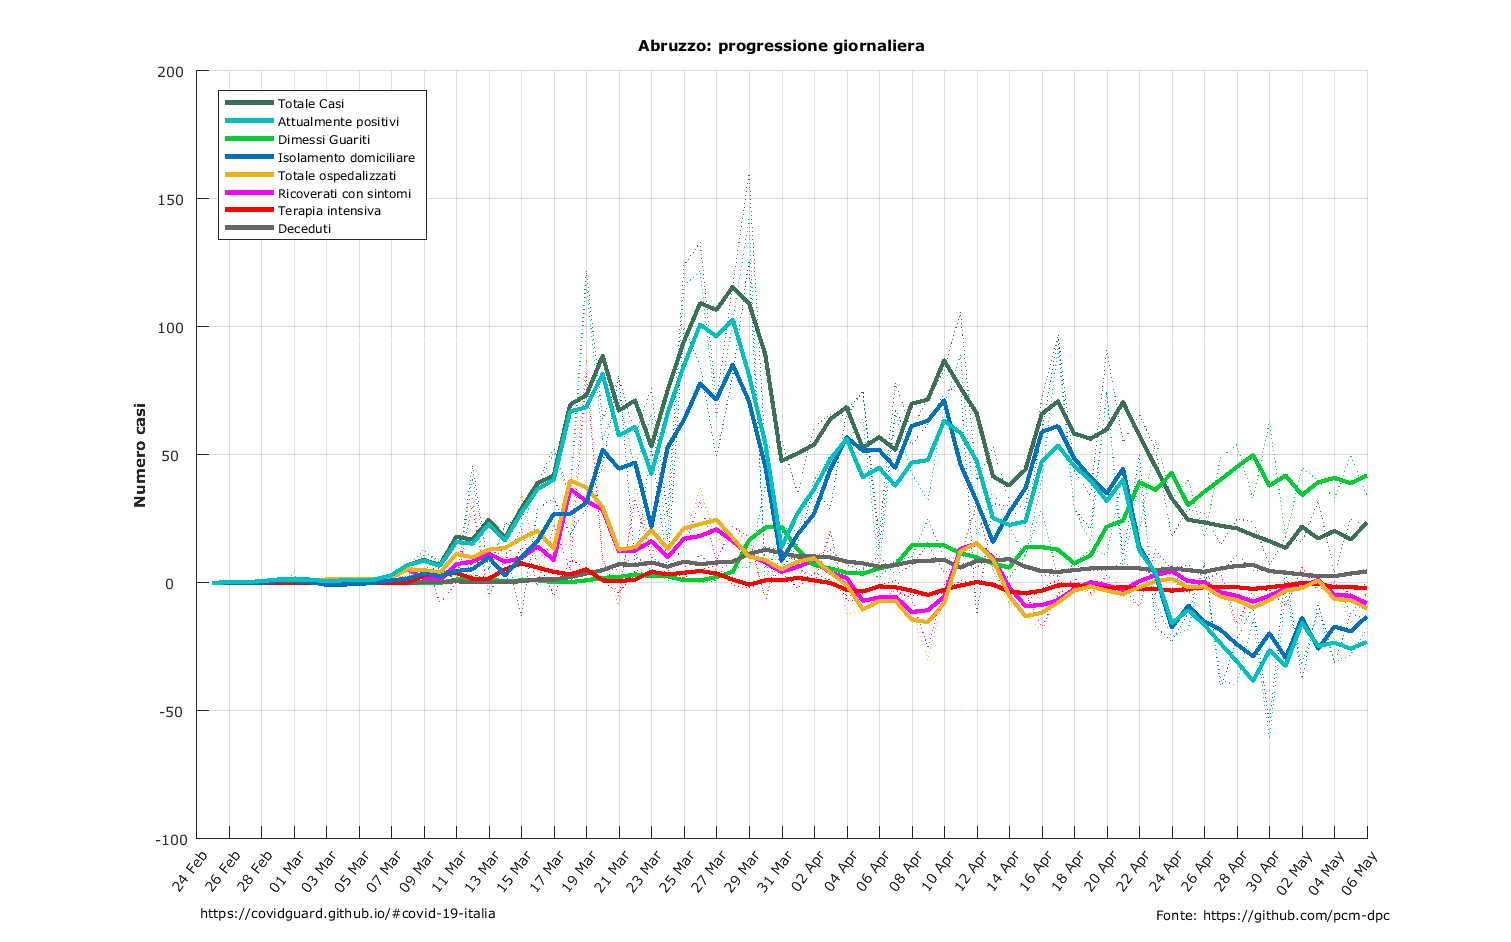 Abruzzo: progressione giornaliera
200
150
100
50
0
-50
-100
Numero casi
Totale Casi
Attualmente positivi
Dimessi Guariti
Isolamento domiciliare
Totale ospedalizzati
Ricoverati con sintomi
Terapia intensiva
Deceduti
24 Feb
26 Feb
28 Feb
01 Mar
03 Mar
05 Mar
07 Mar
09 Mar
11 Mar
13 Mar
15 Mar
17 Mar
19 Mar
21 Mar
23 Mar
25 Mar
27 Mar
29 Mar
31 Mar
02 Apr
04 Apr
06 Apr
08 Apr
10 Apr
12 Apr
14 Apr
16 Apr
18 Apr
20 Apr
22 Apr
24 Apr
26 Apr
28 Apr
30 Apr
02 May
04 May
06 May
https://covidguard.github.io/#covid-19-italia
Fonte: https://github.com/pcm-dpc